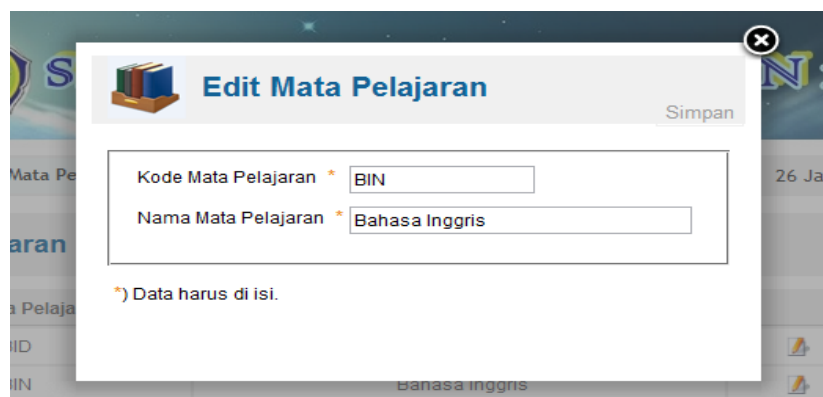 S N
Edit Mata Pelajaran
Simpan
Mata Pe
26 Ja
Kode Mata Pelajaran * BIN
Nama Mata Pelajaran * Bahasa Inggris
aran
*) Data harus di isi.
a Pelaja
BID
BIN Bahasa Inggris